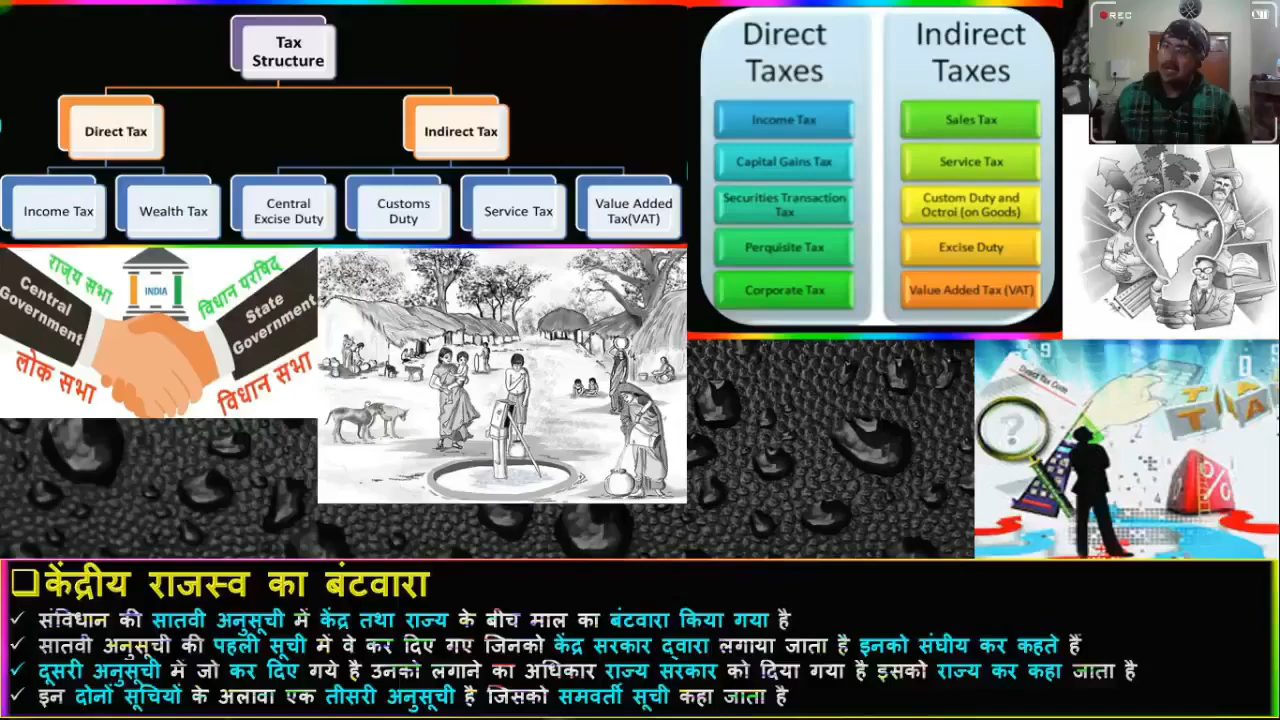 Tax
Structure
Direct Tax
Indirect Tax
Income Tax
Wealth Tax
Central
Excise Duty
Customs
Duty
Service Tax
Value Added
Tax(VAT)
Direct
Taxes
Income Tax
Capital Gains Tax
Securities Transaction
Tax
Perquisite Tax
Corporate Tax
Indirect
Taxes
Sales Tax
Service Tax
Custom Duty and
Octroi (on Goods)
Excise Duty
Value Added Tax (VAT)
REC
राज्य सभा
Central
Government
लोक सभा
INDIA
विधान परिषद्
State
Government
विधान सभा
Direct Tax Code
?
T A
T A
%
केंद्रीय राजस्व का बंटवारा
✓ संविधान की सातवी अनुसूची में केंद्र तथा राज्य के बीच माल का बंटवारा किया गया है
✓ सातवी अनुसूची की पहली सूची में वे कर दिए गए जिनको केंद्र सरकार द्वारा लगाया जाता है इनको संघीय कर कहते हैं
✓ दूसरी अनुसूची में जो कर दिए गये है उनको लगाने का अधिकार राज्य सरकार को दिया गया है इसको राज्य कर कहा जाता है
✓ इन दोनों सूचियों के अलावा एक तीसरी अनुसूची है जिसको समवर्ती सूची कहा जाता है